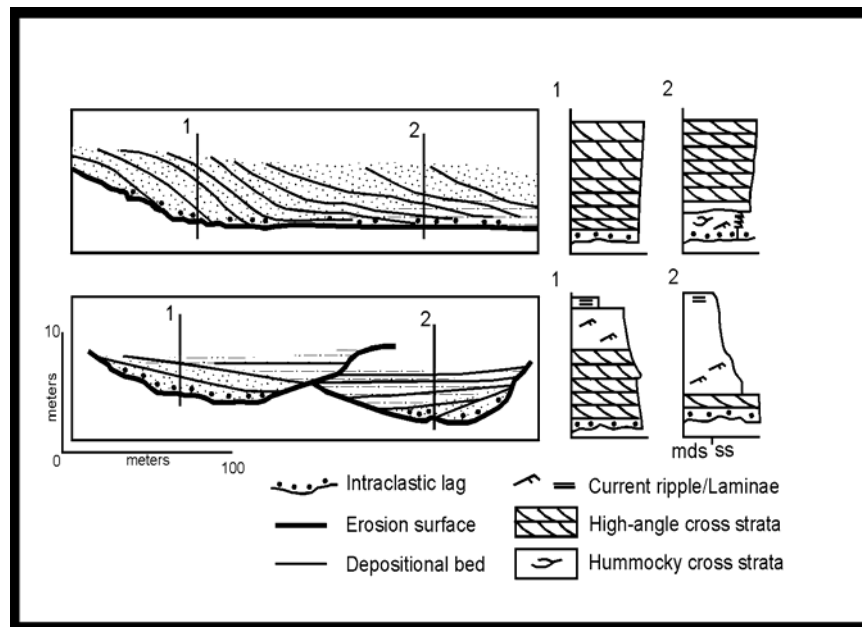 1
2
1
2
1
2
1
2
10
meters
0
meters
100
mds
ss
Intraclastic lag
Current ripple/Laminae
Erosion surface
High-angle cross strata
Depositional bed
Hummocky cross strata